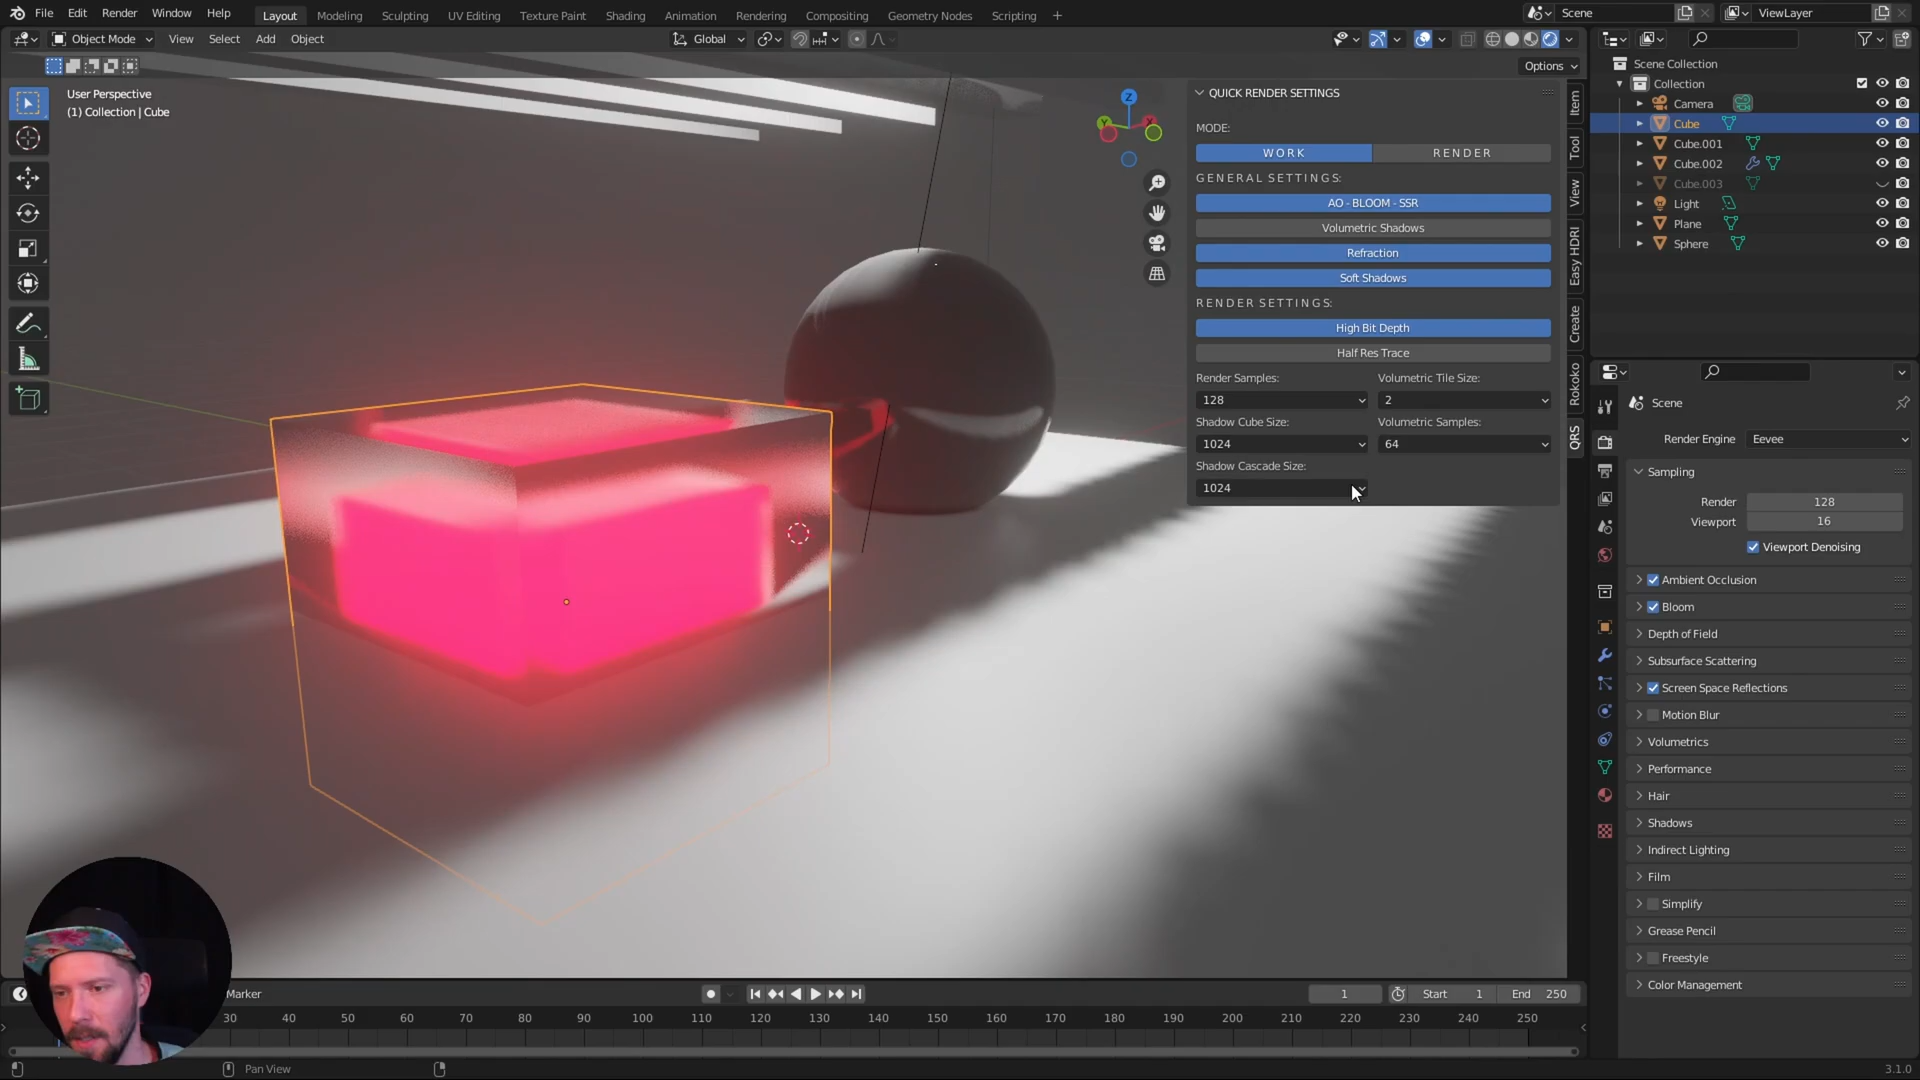 File Edit Render Window Help Layout Modeling Sculpting UV Editing Texture Paint Shading Animation Rendering Compositing Geometry Nodes Scripting + Scene ViewLayer
Object Mode View Select Add Object Global
Options
User Perspective
(1) Collection | Cube
Z
Y
X
QUICK RENDER SETTINGS
MODE:
WORK RENDER
GENERAL SETTINGS:
AO - BLOOM - SSR
Volumetric Shadows
Refraction
Soft Shadows
RENDER SETTINGS:
High Bit Depth
Half Res Trace
Render Samples: Volumetric Tile Size:
128 2
Shadow Cube Size: Volumetric Samples:
1024 64
Shadow Cascade Size:
1024
Item
Tool
View
Easy HDRI
Create
Rokoko
QRS
Scene Collection
Collection
Camera
Cube
Cube.001
Cube.002
Cube.003
Light
Plane
Sphere
Scene
Render Engine Eevee
Sampling
Render 128
Viewport 16
Viewport Denoising
Ambient Occlusion
Bloom
Depth of Field
Subsurface Scattering
Screen Space Reflections
Motion Blur
Volumetrics
Performance
Hair
Shadows
Indirect Lighting
Film
Simplify
Grease Pencil
Freestyle
Color Management
Marker 1 Start 1 End 250
30 40 50 60 70 80 90 100 110 120 130 140 150 160 170 180 190 200 210 220 230 240 250
Pan View 3.1.0